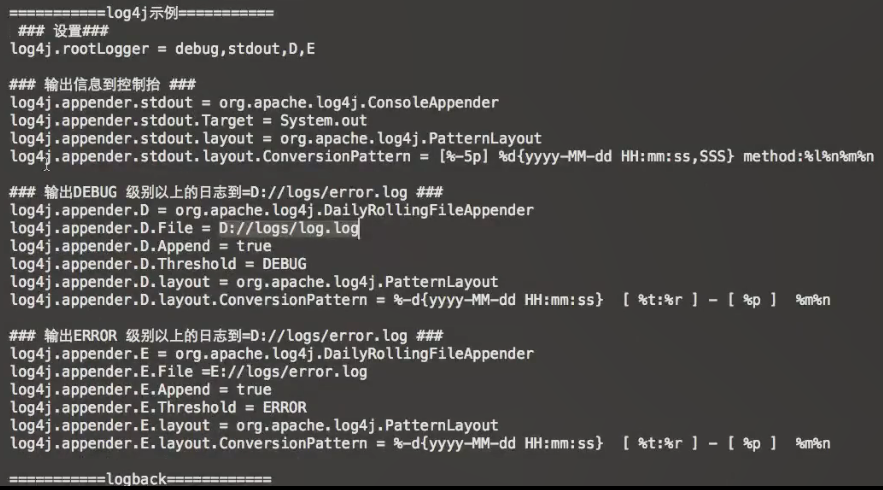 ===========log4j示例===========
### 设置###
log4j.rootLogger = debug,stdout,D,E
### 输出信息到控制抬 ###
log4j.appender.stdout = org.apache.log4j.ConsoleAppender
log4j.appender.stdout.Target = System.out
log4j.appender.stdout.layout = org.apache.log4j.PatternLayout
log4j.appender.stdout.layout.ConversionPattern = [%-5p] %d{yyyy-MM-dd HH:mm:ss,SSS} method:%l%n%m%n
### 输出DEBUG 级别以上的日志到=D://logs/error.log ###
log4j.appender.D = org.apache.log4j.DailyRollingFileAppender
log4j.appender.D.File = D://logs/log.log
log4j.appender.D.Append = true
log4j.appender.D.Threshold = DEBUG
log4j.appender.D.layout = org.apache.log4j.PatternLayout
log4j.appender.D.layout.ConversionPattern = %-d{yyyy-MM-dd HH:mm:ss}  [ %t:%r ] - [ %p ]  %m%n
### 输出ERROR 级别以上的日志到=D://logs/error.log ###
log4j.appender.E = org.apache.log4j.DailyRollingFileAppender
log4j.appender.E.File =E://logs/error.log
log4j.appender.E.Append = true
log4j.appender.E.Threshold = ERROR
log4j.appender.E.layout = org.apache.log4j.PatternLayout
log4j.appender.E.layout.ConversionPattern = %-d{yyyy-MM-dd HH:mm:ss}  [ %t:%r ] - [ %p ]  %m%n
===========logback============